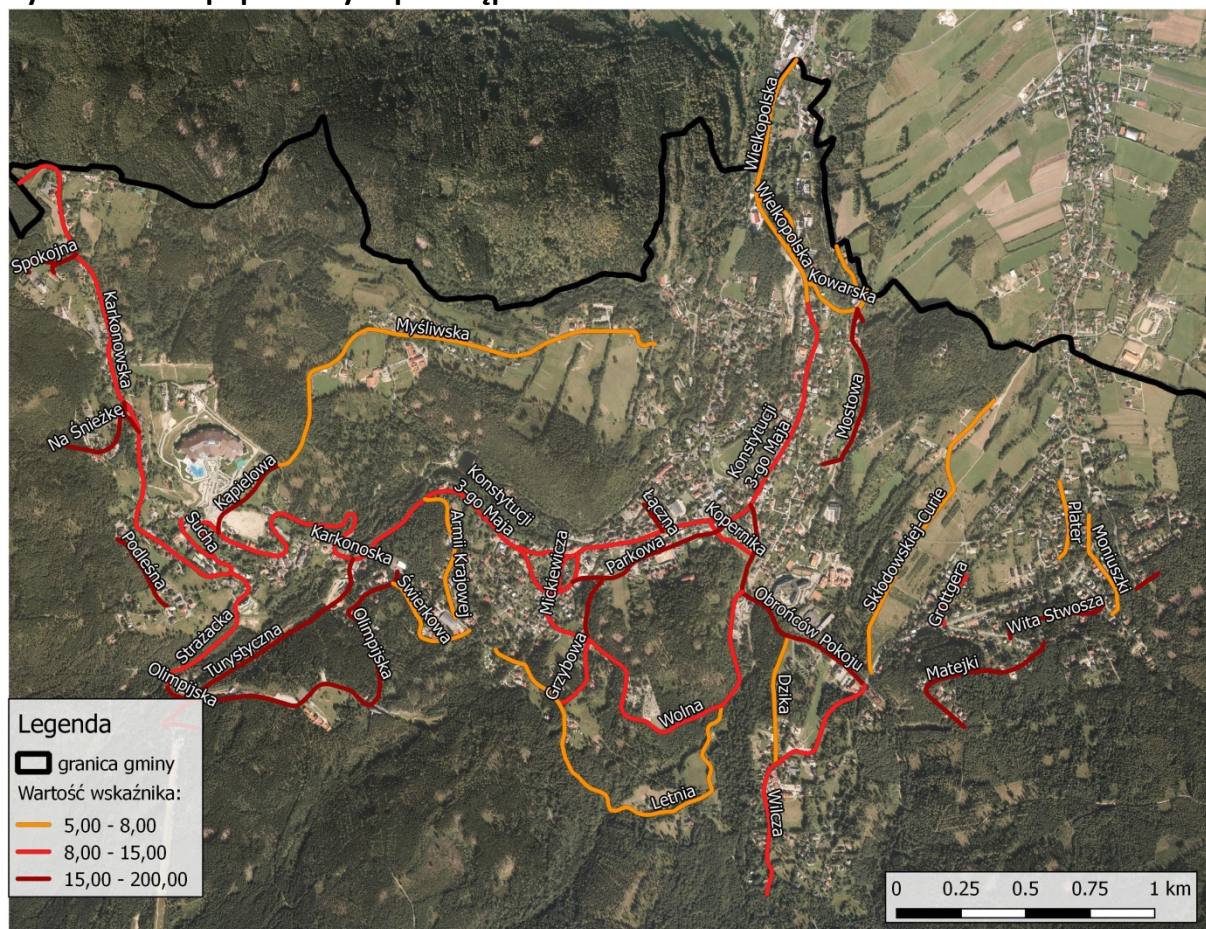 Wielkopolska
Wielkopolska
Kowarska
Spokojna
Karkonowska
Myśliwska
Na Śnieżkę
Kąpielowa
Mostowa
Konstytucji
3-go Maja
Konstytucji
3-go Maja
Sucha
Karkonoska
Armii Krajowej
Łączna
Kopernika
Parkowa
Mickiewicza
Skłodowskiej Curie
Plater
Moniuszki
Podleśna
Świerkowa
Olimpijska
Grottgera
Wita Stwosza
Obrońców Pokoju
Strażacka
Turystyczna
Olimpijska
Grzybowa
Dzika
Matejki
Wolna
Letnia
Wilcza
Legenda
granica gminy
Wartość wskaźnika:
5,00 - 8,00
8,00 - 15,00
15,00 - 200,00
0 0.25 0.5 0.75 1 km